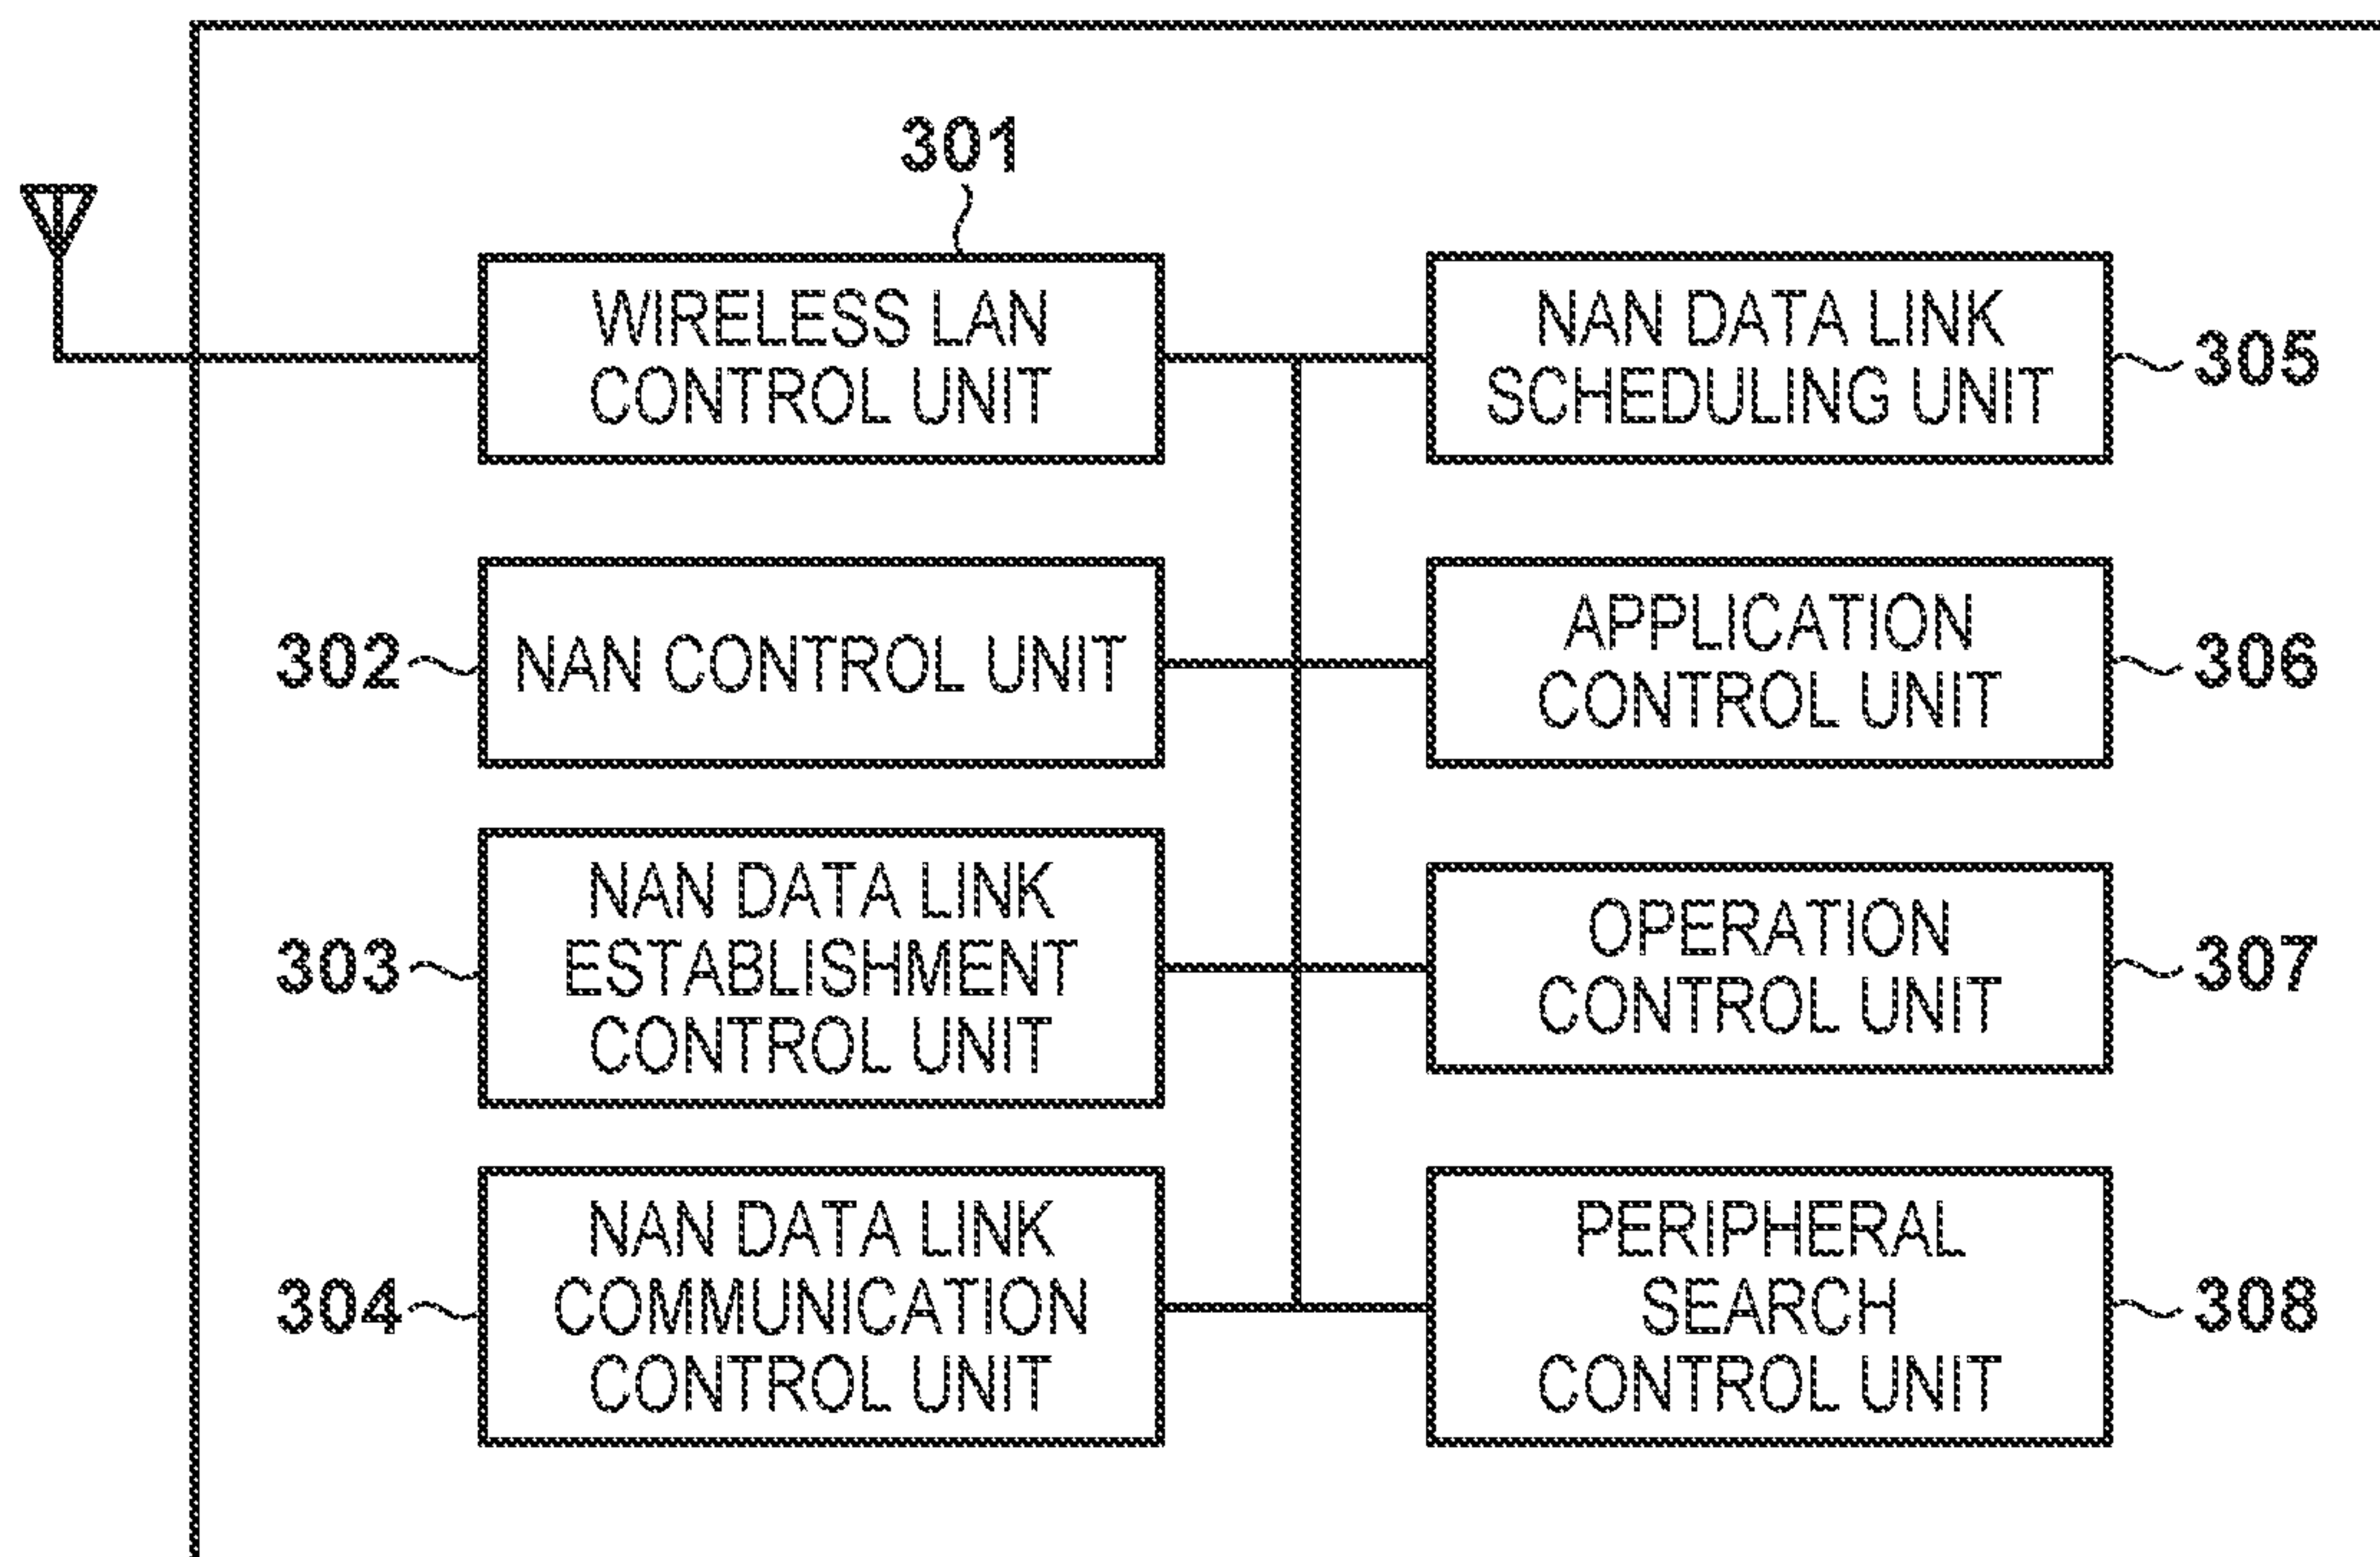 301
WIRELESS LAN
CONTROL UNIT
302
NAN CONTROL UNIT
303
NAN DATA LINK
ESTABLISHMENT
CONTROL UNIT
304
NAN DATA LINK
COMMUNICATION
CONTROL UNIT
NAN DATA LINK
SCHEDULING UNIT
305
APPLICATION
CONTROL UNIT
306
OPERATION
CONTROL UNIT
307
PERIPHERAL
SEARCH
CONTROL UNIT
308